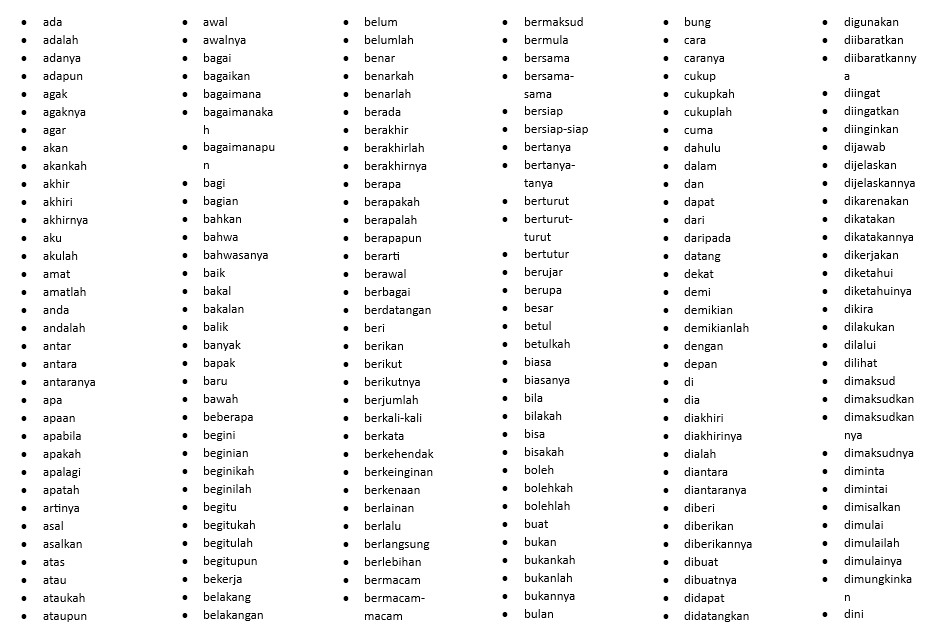 • ada
• adalah
• adanya
• adapun
• agak
• agaknya
• agar
• akan
• akankah
• akhir
• akhiri
• akhirnya
• aku
• akulah
• amat
• amatlah
• anda
• andalah
• antar
• antara
• antaranya
• apa
• apaan
• apabila
• apakah
• apalagi
• apatah
• artinya
• asal
• asalkan
• atas
• atau
• ataukah
• ataupun
• awal
• awalnya
• bagai
• bagaikan
• bagaimana
• bagaimanaka
h
• bagaimanapu
n
• bagi
• bagian
• bahkan
• bahwa
• bahwasanya
• baik
• bakal
• bakalan
• balik
• banyak
• bapak
• baru
• bawah
• beberapa
• begini
• beginian
• beginikah
• beginilah
• begitu
• begitukah
• begitulah
• begitupun
• bekerja
• belakang
• belakangan
• belum
• belumlah
• benar
• benarkah
• benarlah
• berada
• berakhir
• berakhirlah
• berakhirnya
• berapa
• berapakah
• berapalah
• berapapun
• berarti
• berawal
• berbagai
• berdatangan
• beri
• berikan
• berikut
• berikutnya
• berjumlah
• berkali-kali
• berkata
• berkehendak
• berkeinginan
• berkenaan
• berlainan
• berlalu
• berlangsung
• berlebihan
• bermacam
• bermacam-
macam
• bermaksud
• bermula
• bersama
• bersama-
sama
• bersiap
• bersiap-siap
• bertanya
• bertanya-
tanya
• berturut
• berturut-
turut
• bertutur
• berujar
• berupa
• besar
• betul
• betulkah
• biasa
• biasanya
• bila
• bilakah
• bisa
• bisakah
• boleh
• bolehkah
• bolehlah
• buat
• bukan
• bukankah
• bukanlah
• bukannya
• bulan
• bung
• cara
• caranya
• cukup
• cukupkah
• cukuplah
• cuma
• dahulu
• dalam
• dan
• dapat
• dari
• daripada
• datang
• dekat
• demi
• demikian
• demikianlah
• dengan
• depan
• di
• dia
• diakhiri
• diakhirinya
• dialah
• diantara
• diantaranya
• diberi
• diberikan
• diberikannya
• dibuat
• dibuatnya
• didapat
• didatangkan
• digunakan
• diibaratkan
• diibaratkanny
a
• diingat
• diingatkan
• diinginkan
• dijawab
• dijelaskan
• dijelaskannya
• dikarenakan
• dikatakan
• dikatakannya
• dikerjakan
• diketahui
• diketahuinya
• dikira
• dilakukan
• dilalui
• dilihat
• dimaksud
• dimaksudkan
• dimaksudkan
nya
• dimaksudnya
• diminta
• dimintai
• dimisalkan
• dimulai
• dimulailah
• dimulainya
• dimungkinka
n
• dini